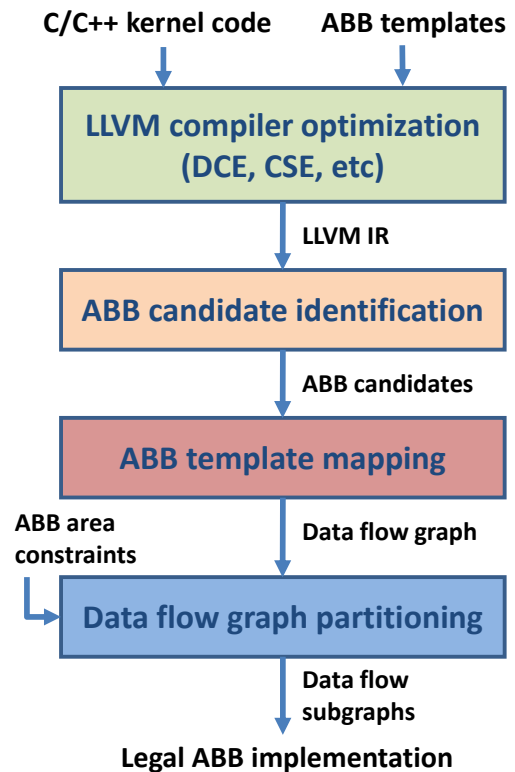 C/C++ kernel code
ABB templates
LLVM compiler optimization
(DCE, CSE, etc)
LLVM IR
ABB candidate identification
ABB candidates
ABB template mapping
ABB area
constraints
Data flow graph
Data flow graph partitioning
Data flow
subgraphs
Legal ABB implementation